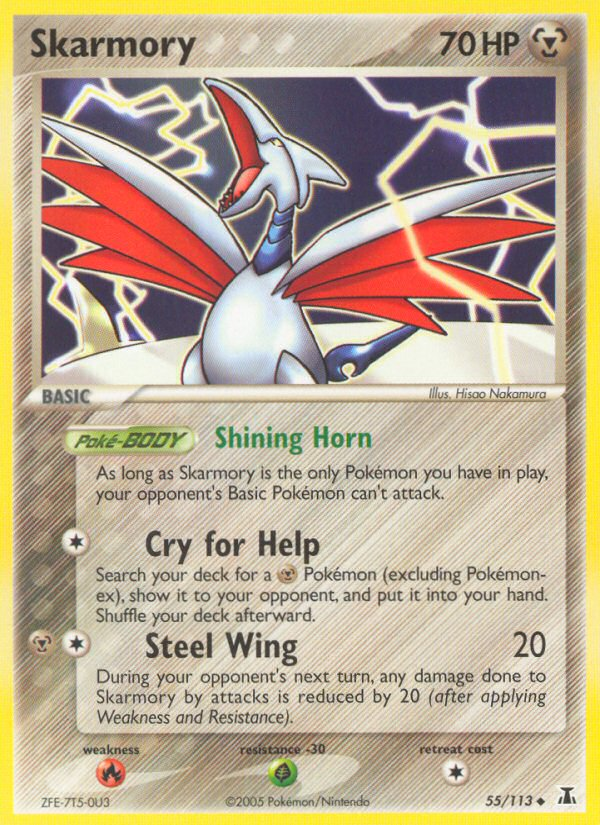 Skarmory 70 HP
BASIC
Illus. Hisao Nakamura
Poké-BODY Shining Horn
As long as Skarmory is the only Pokémon you have in play,
your opponent's Basic Pokémon can't attack.
Cry for Help
Search your deck for a Pokémon (excluding Pokémon-
ex), show it to your opponent, and put it into your hand.
Shuffle your deck afterward.
Steel Wing 20
During your opponent's next turn, any damage done to
Skarmory by attacks is reduced by 20 (after applying
Weakness and Resistance).
weakness resistance -30 retreat cost
ZFE-7T5-0U3 ©2005 Pokémon/Nintendo 55/113